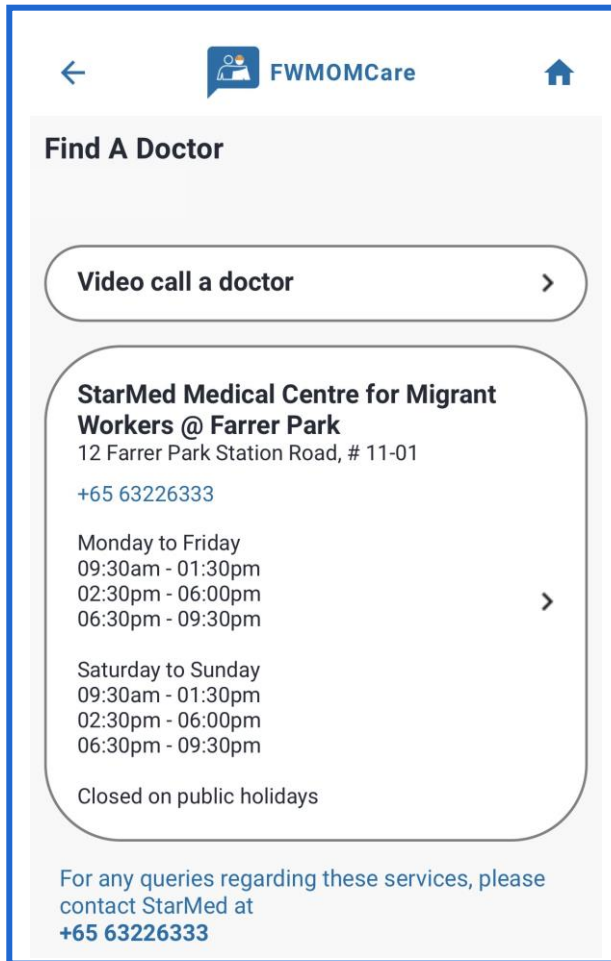 FWMOMCare
Find A Doctor
Video call a doctor
StarMed Medical Centre for Migrant
Workers @ Farrer Park
12 Farrer Park Station Road, # 11-01
+65 63226333
Monday to Friday
09:30am - 01:30pm
02:30pm - 06:00pm
06:30pm - 09:30pm
Saturday to Sunday
09:30am - 01:30pm
02:30pm - 06:00pm
06:30pm - 09:30pm
Closed on public holidays
For any queries regarding these services, please
contact StarMed at
+65 63226333